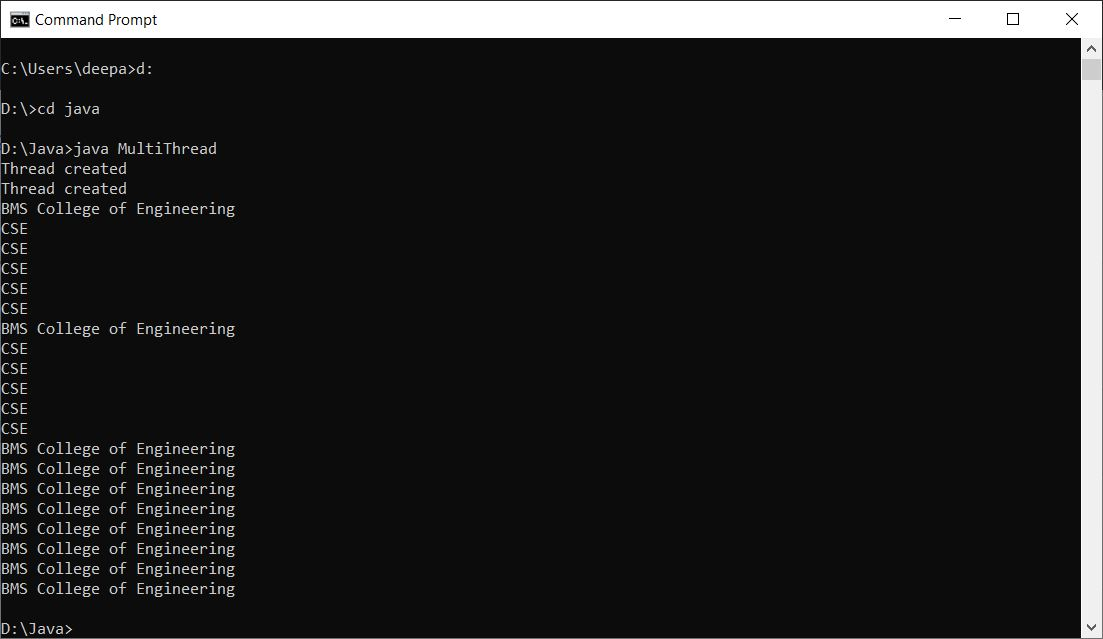 Command Prompt
C:\Users\deepa>d:
D:\>cd java
D:\Java>java MultiThread
Thread created
Thread created
BMS College of Engineering
CSE
CSE
CSE
CSE
CSE
BMS College of Engineering
CSE
CSE
CSE
CSE
CSE
BMS College of Engineering
BMS College of Engineering
BMS College of Engineering
BMS College of Engineering
BMS College of Engineering
BMS College of Engineering
BMS College of Engineering
BMS College of Engineering
D:\Java>